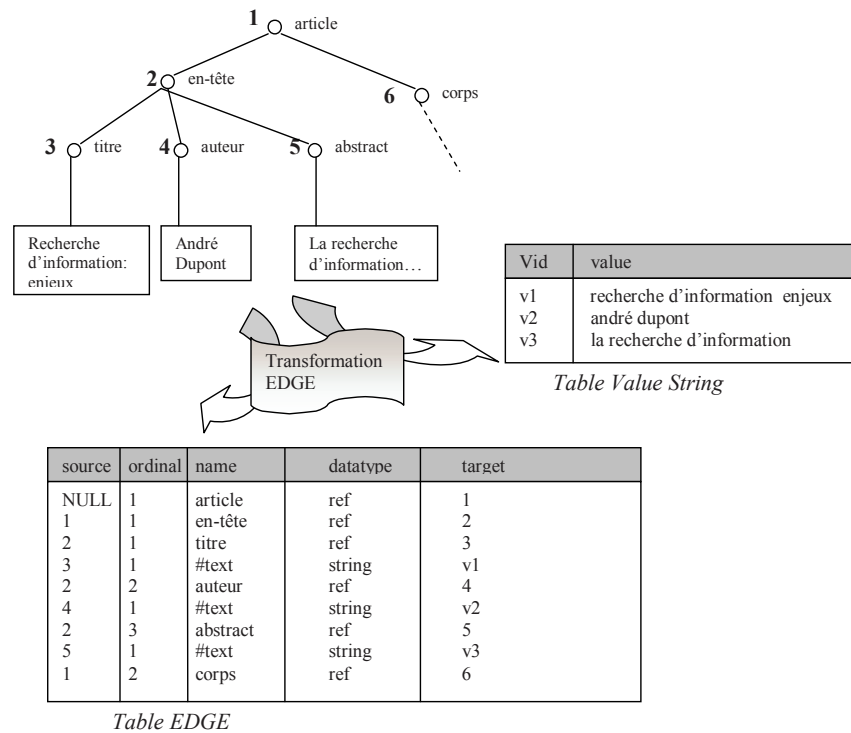 1 article
2 en-tête
6 corps
3 titre
4 auteur
5 abstract
Recherche
d'information:
enjeux
André
Dupont
La recherche
d'information…
Vid value
v1 recherche d'information enjeux
v2 andré dupont
v3 la recherche d'information
Table Value String
Transformation
EDGE
source ordinal name datatype target
NULL 1 article ref 1
1 1 en-tête ref 2
2 1 titre ref 3
3 1 #text string v1
2 2 auteur ref 4
4 1 #text string v2
2 3 abstract ref 5
5 1 #text string v3
1 2 corps ref 6
Table EDGE